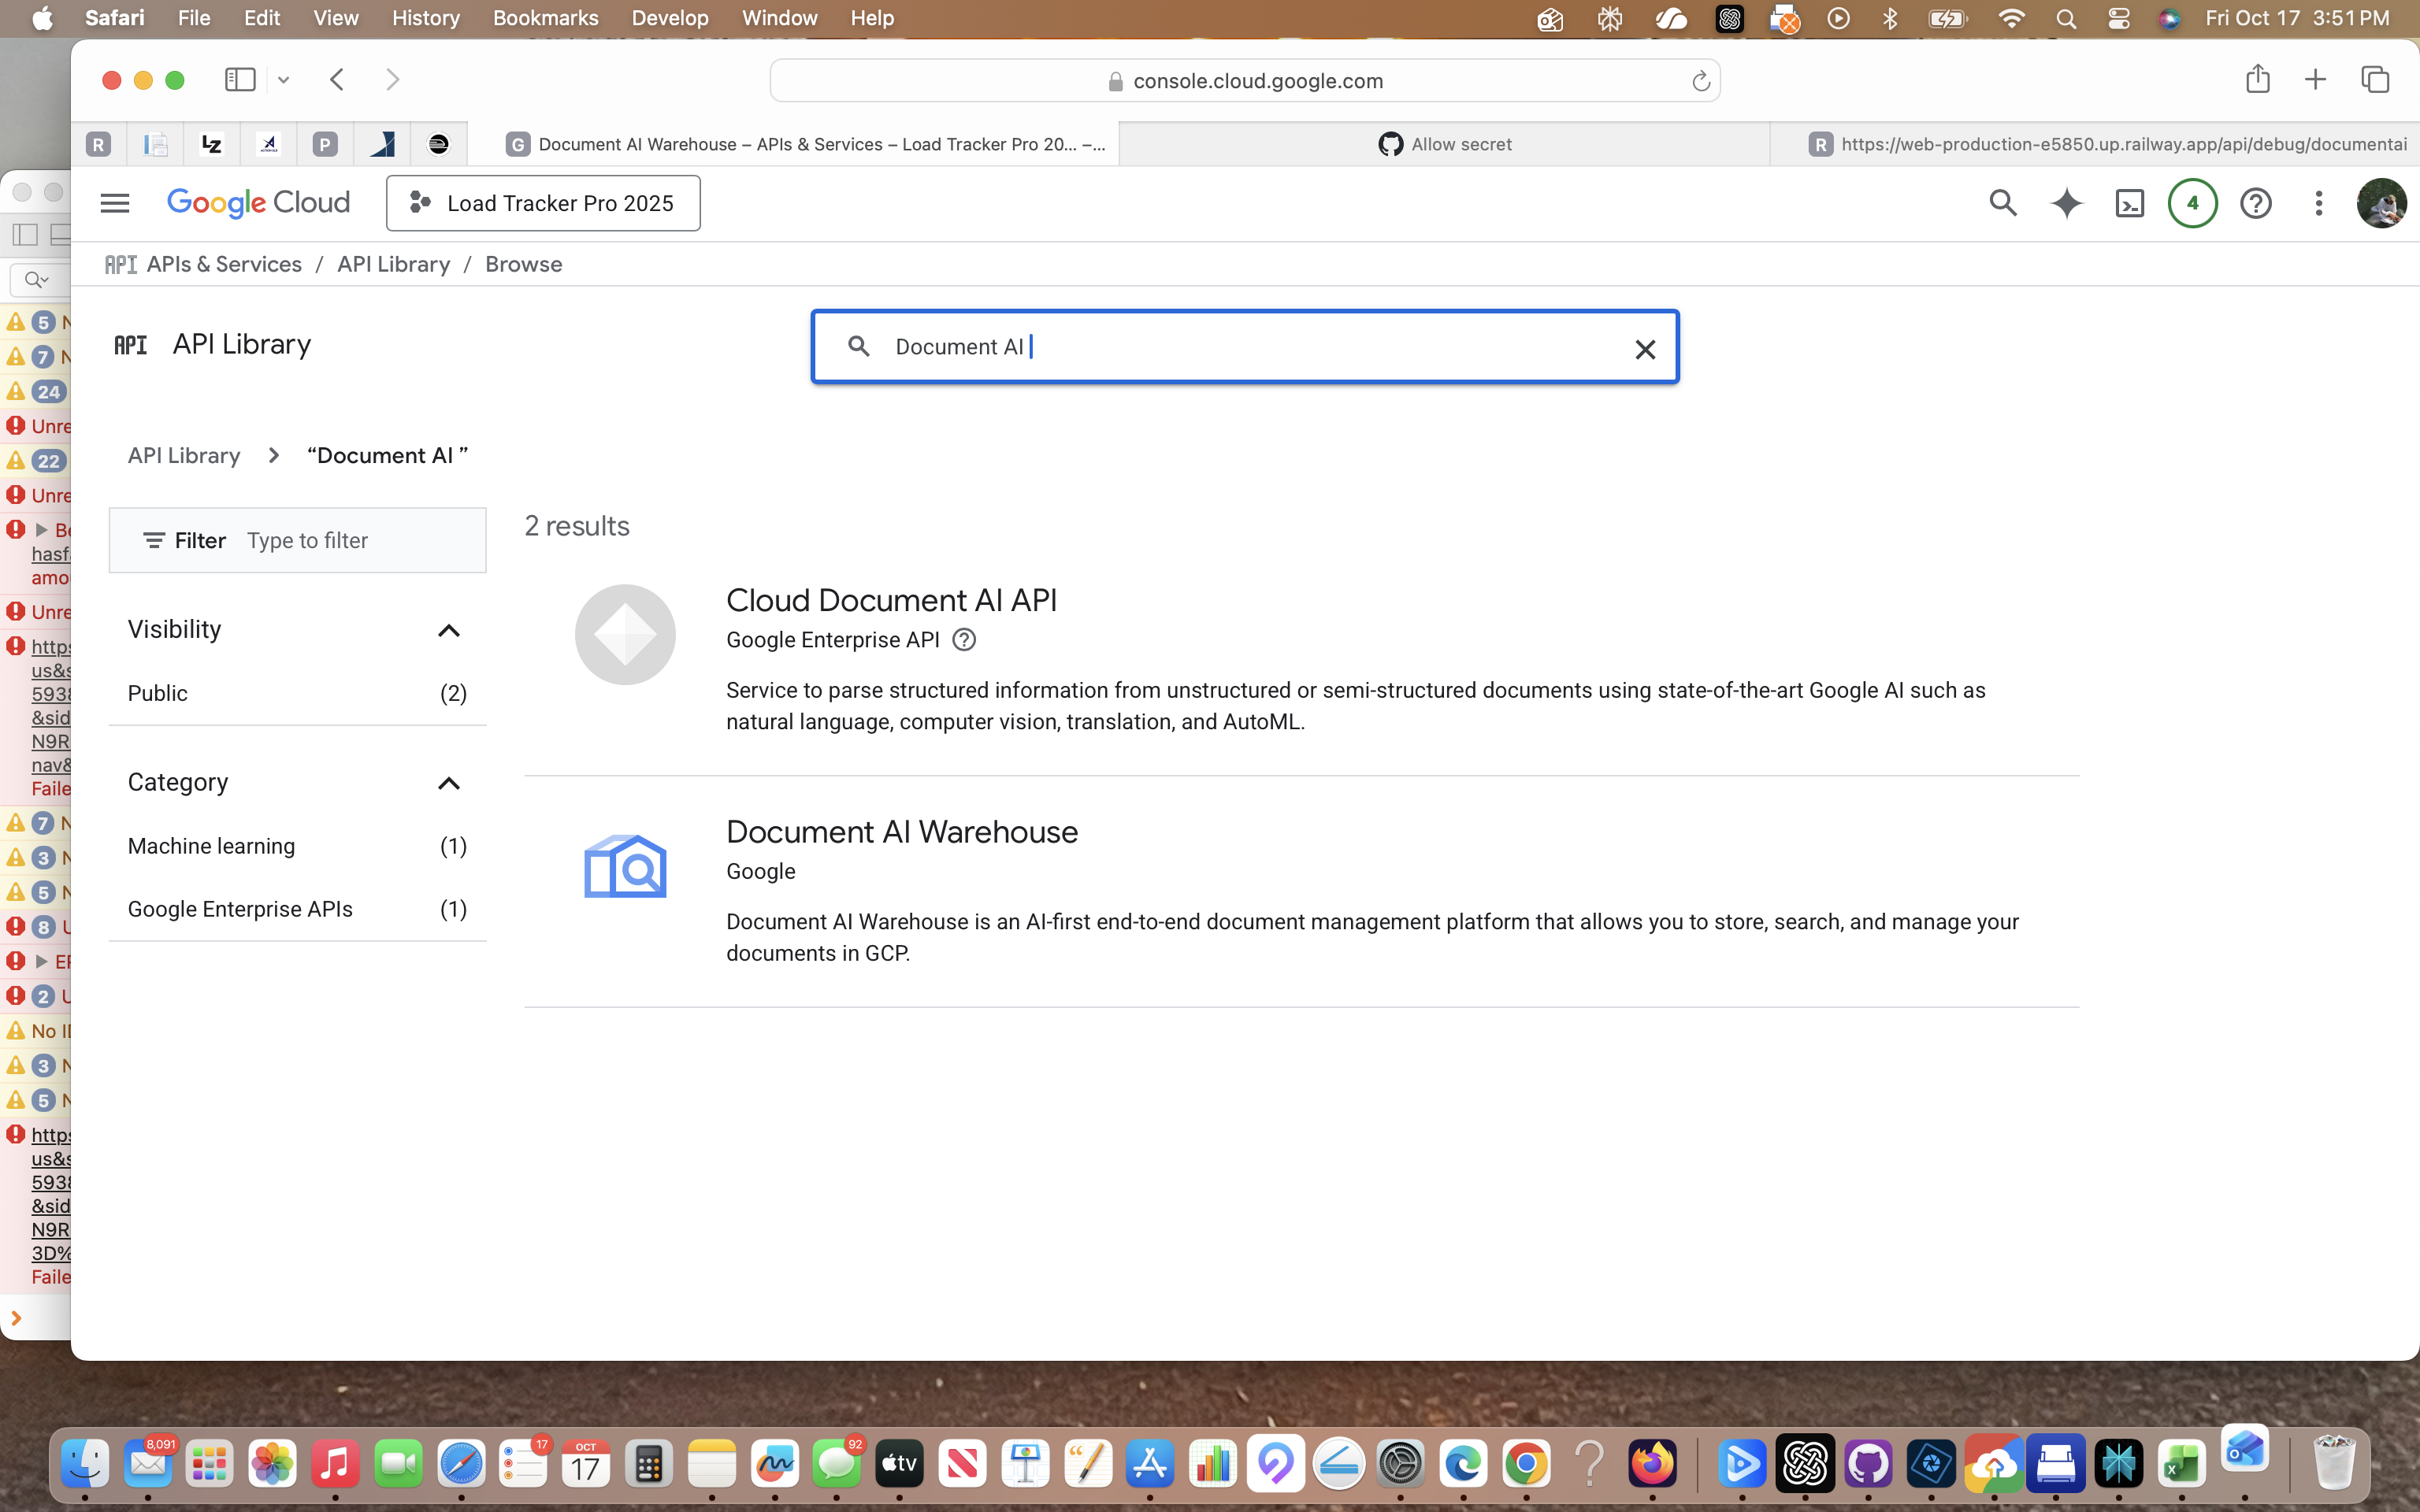 Safari File Edit View History Bookmarks Develop Window Help Fri Oct 17 3:51 PM
console.cloud.google.com
R LZ P G Document AI Warehouse – APIs & Services – Load Tracker Pro 20... –... Allow secret R https://web-production-e5850.up.railway.app/api/debug/documentai
Google Cloud Load Tracker Pro 2025 4
API APIs & Services / API Library / Browse
API API Library Document AI
API Library “Document AI ”
Filter Type to filter
Visibility
Public (2)
Category
Machine learning (1)
Google Enterprise APIs (1)
2 results
Cloud Document AI API
Google Enterprise API
Service to parse structured information from unstructured or semi-structured documents using state-of-the-art Google AI such as
natural language, computer vision, translation, and AutoML.
Document AI Warehouse
Google
Document AI Warehouse is an AI-first end-to-end document management platform that allows you to store, search, and manage your
documents in GCP.
5 N
7 N
24
Unre
22
Unre
hasf
amo
Unre
https
us&s
5938
&sid
N9R
nav&
Faile
7 N
3 N
5 N
8 U
2 U
No I
3 N
5 N
https
us&s
5938
&sid
N9R
3D%
Faile
8,091 17 OCT 17 92 tv